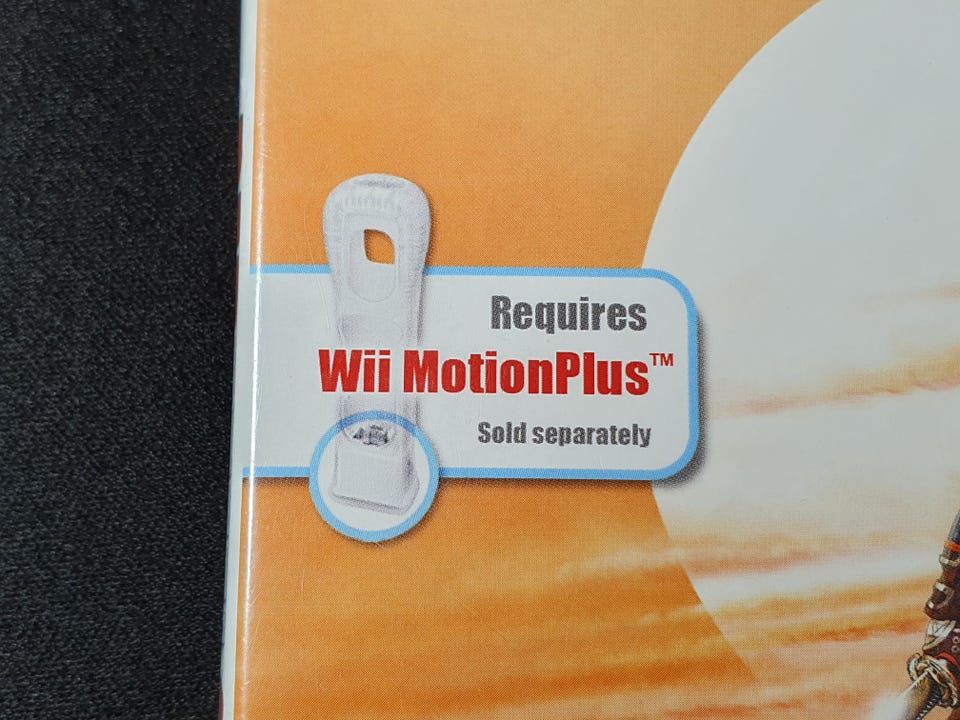 Requires
Wii MotionPlus™
Sold separately